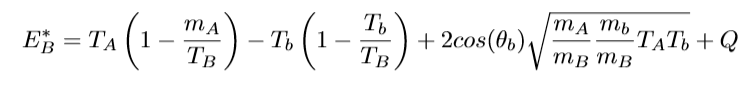 $E_B^* = T_A \left(1 - \frac{m_A}{T_B}\right) - T_b \left(1 - \frac{T_b}{T_B}\right) + 2cos(\theta_b) \sqrt{\frac{m_A}{m_B} \frac{m_b}{m_B} T_A T_b} + Q$